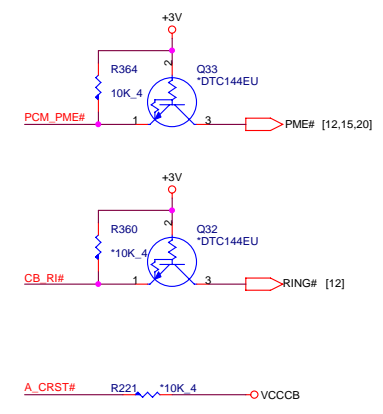 +3V
R364
10K_4
2
Q33
*DTC144EU
PCM_PME#
1
3
PME# [12,15,20]
+3V
R360
*10K_4
2
Q32
*DTC144EU
CB_RI#
1
3
RING# [12]
A_CRST#
R221
*10K_4
VCCCB